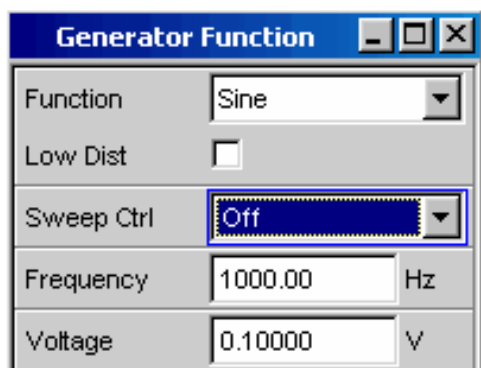 Generator Function
Function Sine
Low Dist
Sweep Ctrl Off
Frequency 1000.00 Hz
Voltage 0.10000 V